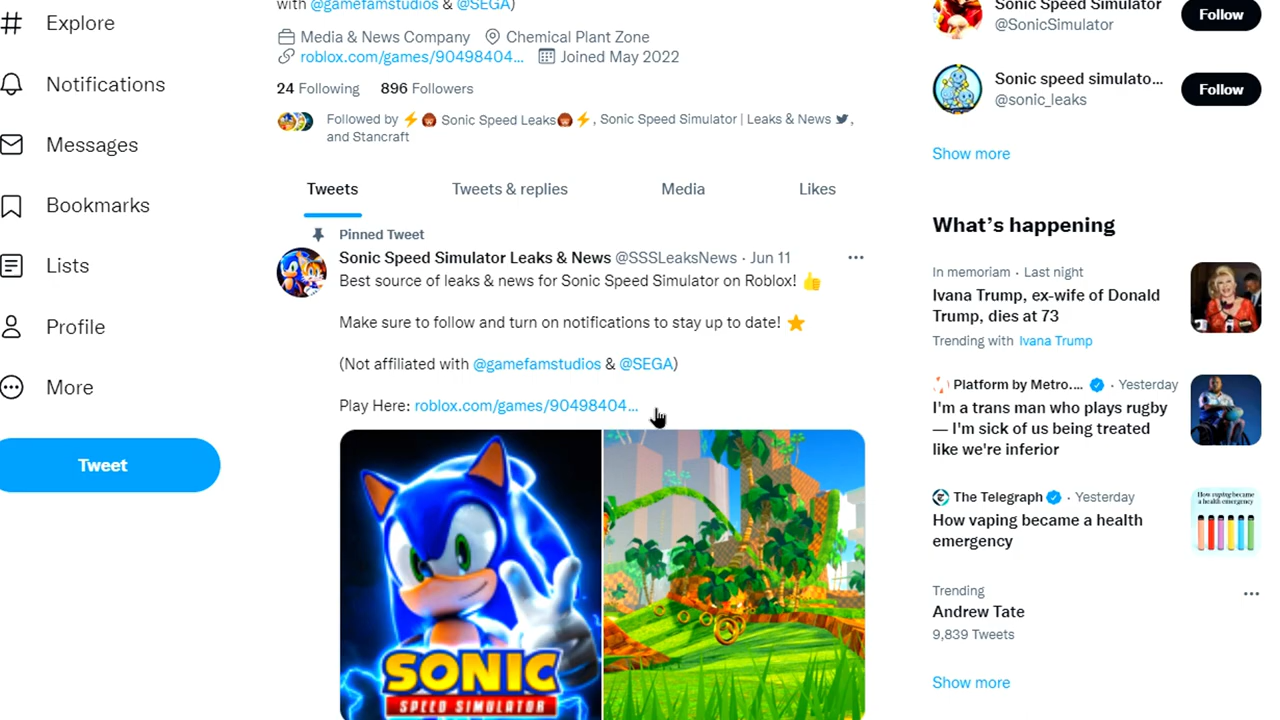 with @gamefamstudios & @SEGA)
Media & News Company Chemical Plant Zone
roblox.com/games/90498404... Joined May 2022
24 Following 896 Followers
Followed by ⚡ Sonic Speed Leaks ⚡, Sonic Speed Simulator | Leaks & News,
and Stancraft
Tweets Tweets & replies Media Likes
Pinned Tweet
Sonic Speed Simulator Leaks & News @SSSLeaksNews · Jun 11
Best source of leaks & news for Sonic Speed Simulator on Roblox! 👍
Make sure to follow and turn on notifications to stay up to date! ⭐
(Not affiliated with @gamefamstudios & @SEGA)
Play Here: roblox.com/games/90498404...
SONIC
SPEED SIMULATOR
Explore
Notifications
Messages
Bookmarks
Lists
Profile
More
Tweet
Sonic Speed Simulator
@SonicSimulator
Follow
Sonic speed simulato...
@sonic_leaks
Follow
Show more
What's happening
In memoriam · Last night
Ivana Trump, ex-wife of Donald
Trump, dies at 73
Trending with Ivana Trump
Platform by Metro.... · Yesterday
I'm a trans man who plays rugby
— I'm sick of us being treated
like we're inferior
The Telegraph · Yesterday
How vaping became a health
emergency
How vaping became
a health emergency
Trending
Andrew Tate
9,839 Tweets
Show more